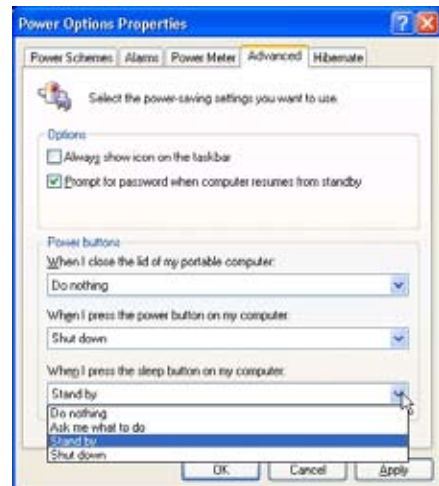 Power Options Properties
Power Schemes Alarms Power Meter Advanced Hibernate
Select the power-saving settings you want to use.
Options
Always show icon on the taskbar
Prompt for password when computer resumes from standby
Power buttons
When I close the lid of my portable computer:
Do nothing
When I press the power button on my computer:
Shut down
When I press the sleep button on my computer:
Stand by
Do nothing
Ask me what to do
Stand by
Shut down
OK Cancel Apply